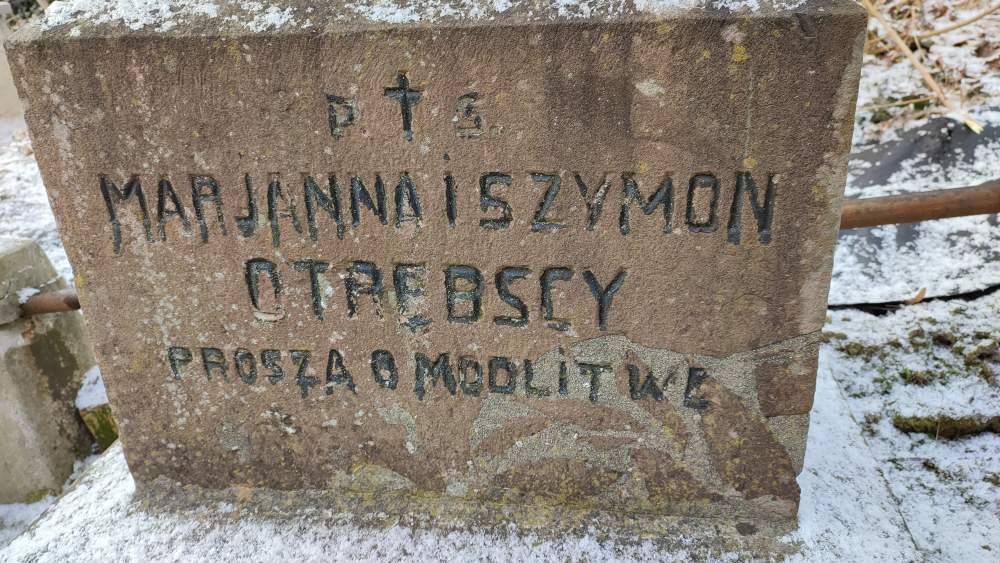 p. ✝ ś.
MARJANNA i SZYMON
OTRĘBSCY
PROSZĄ O MODLITWĘ